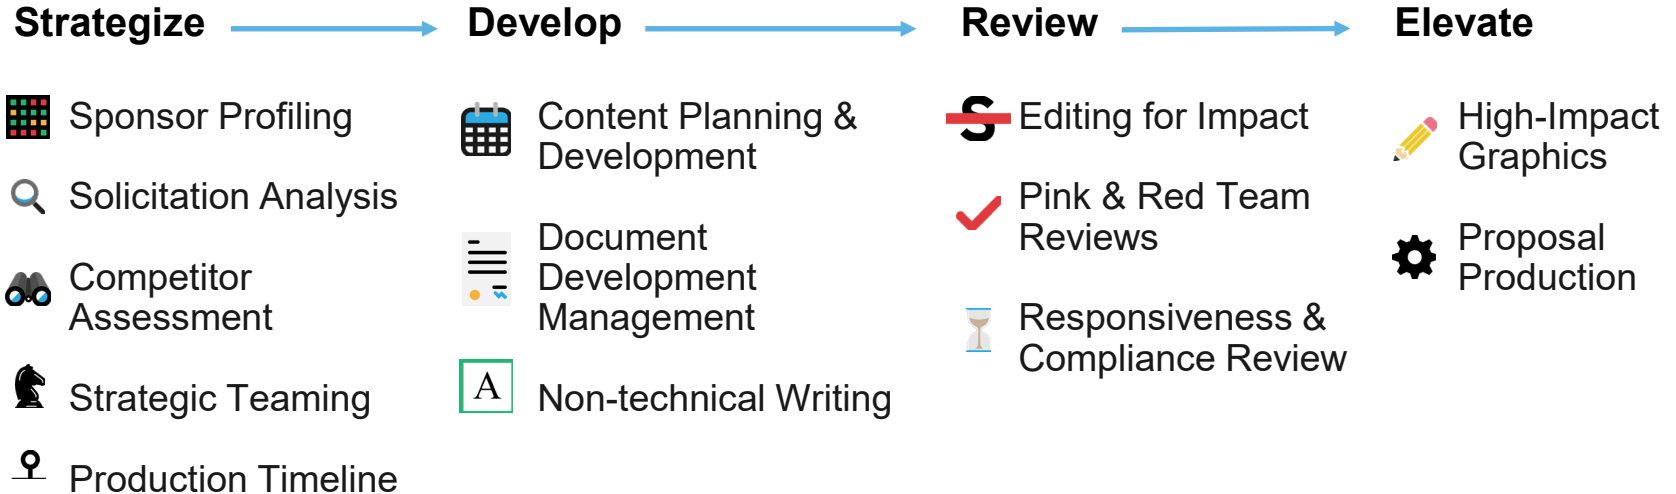 Strategize
Sponsor Profiling
Solicitation Analysis
Competitor
Assessment
Strategic Teaming
Production Timeline
Develop
Content Planning &
Development
Document
Development
Management
A
Non-technical Writing
Review
S
Editing for Impact
Pink & Red Team
Reviews
Responsiveness &
Compliance Review
Elevate
High-Impact
Graphics
Proposal
Production